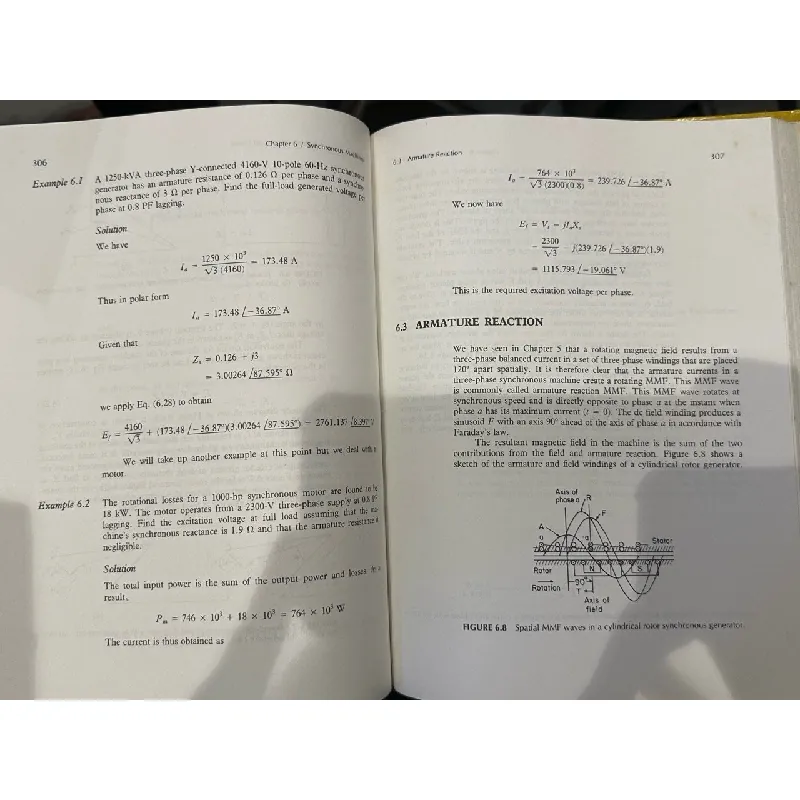 306
Chapter 6 / Synchronous Machines
Example 6.1
A 1250-kVA three-phase Y-connected 4160-V 10-pole 60-Hz synchronous
generator has an armature resistance of 0.126 Ω per phase and a synchro-
nous reactance of 3 Ω per phase. Find the full-load generated voltage per
phase at 0.8 PF lagging.
Solution
We have
I_a = 1250 × 10³ / √3 (4160) = 173.48 A
Thus in polar form
I_a = 173.48 /−36.87° A
Given that
Z_s = 0.126 + j3
= 3.00264 /87.595° Ω
we apply Eq. (6.28) to obtain
E_f = 4160/√3 + (173.48 /−36.87°)(3.00264 /87.595°) = 2761.137 /8.397°
We will take up another example at this point but we deal with a
motor.
Example 6.2
The rotational losses for a 1000-hp synchronous motor are found to be
18 kW. The motor operates from a 2300-V three-phase supply at 0.8 PF
lagging. Find the excitation voltage at full load assuming that the ma-
chine's synchronous reactance is 1.9 Ω and that the armature resistance is
negligible.
Solution
The total input power is the sum of the output power and losses
result,
P_in = 746 × 10³ + 18 × 10³ = 764 × 10³ W
The current is thus obtained as
6.3 Armature Reaction
307
I_a = 764 × 10³ / √3 (2300)(0.8) = 239.726 /−36.87° A
We now have
E_f = V_t − jI_aX_s
= 2300/√3 − j(239.726 /−36.87°)(1.9)
= 1115.793 /−19.061° V
This is the required excitation voltage per phase.
6.3 ARMATURE REACTION
We have seen in Chapter 5 that a rotating magnetic field results from a
three-phase balanced current in a set of three-phase windings that are placed
120° apart spatially. It is therefore clear that the armature currents in a
three-phase synchronous machine create a rotating MMF. This MMF wave
is commonly called armature reaction MMF. This MMF wave rotates at
synchronous speed and is directly opposite to phase a at the instant when
phase a has its maximum current (t = 0). The dc field winding produces a
sinusoid F with an axis 90° ahead of the axis of phase a in accordance with
Faraday's law.
The resultant magnetic field in the machine is the sum of the two
contributions from the field and armature reaction. Figure 6.8 shows a
sketch of the armature and field windings of a cylindrical rotor generator.
Axis of
phase a
R
F
A
Stator
Rotor
N
S
90°
Rotation
Axis of
field
FIGURE 6.8 Spatial MMF waves in a cylindrical rotor synchronous generator.